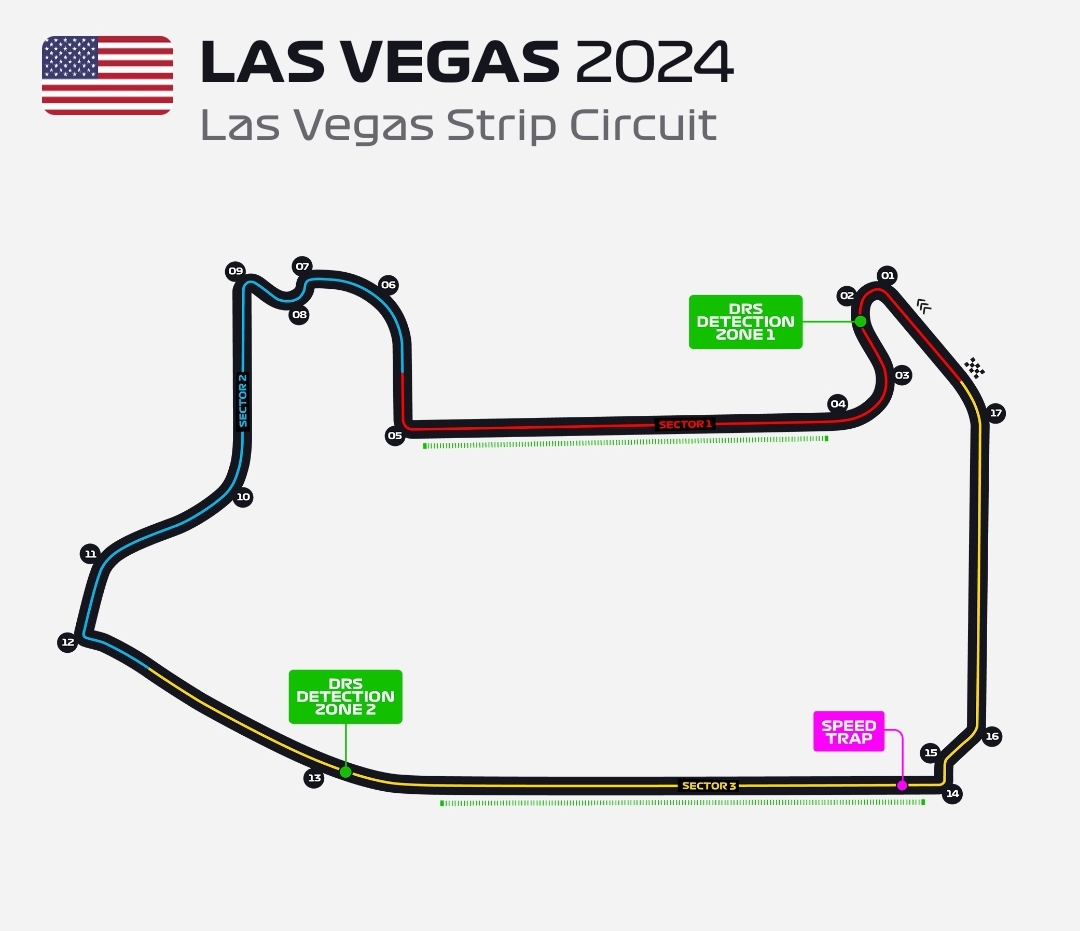 LAS VEGAS 2024
Las Vegas Strip Circuit
09
07
06
08
01
02
DRS
DETECTION
ZONE 1
03
04
17
SECTOR 2
SECTOR 1
05
10
11
12
DRS
DETECTION
ZONE 2
SPEED
TRAP
16
15
13
SECTOR 3
14